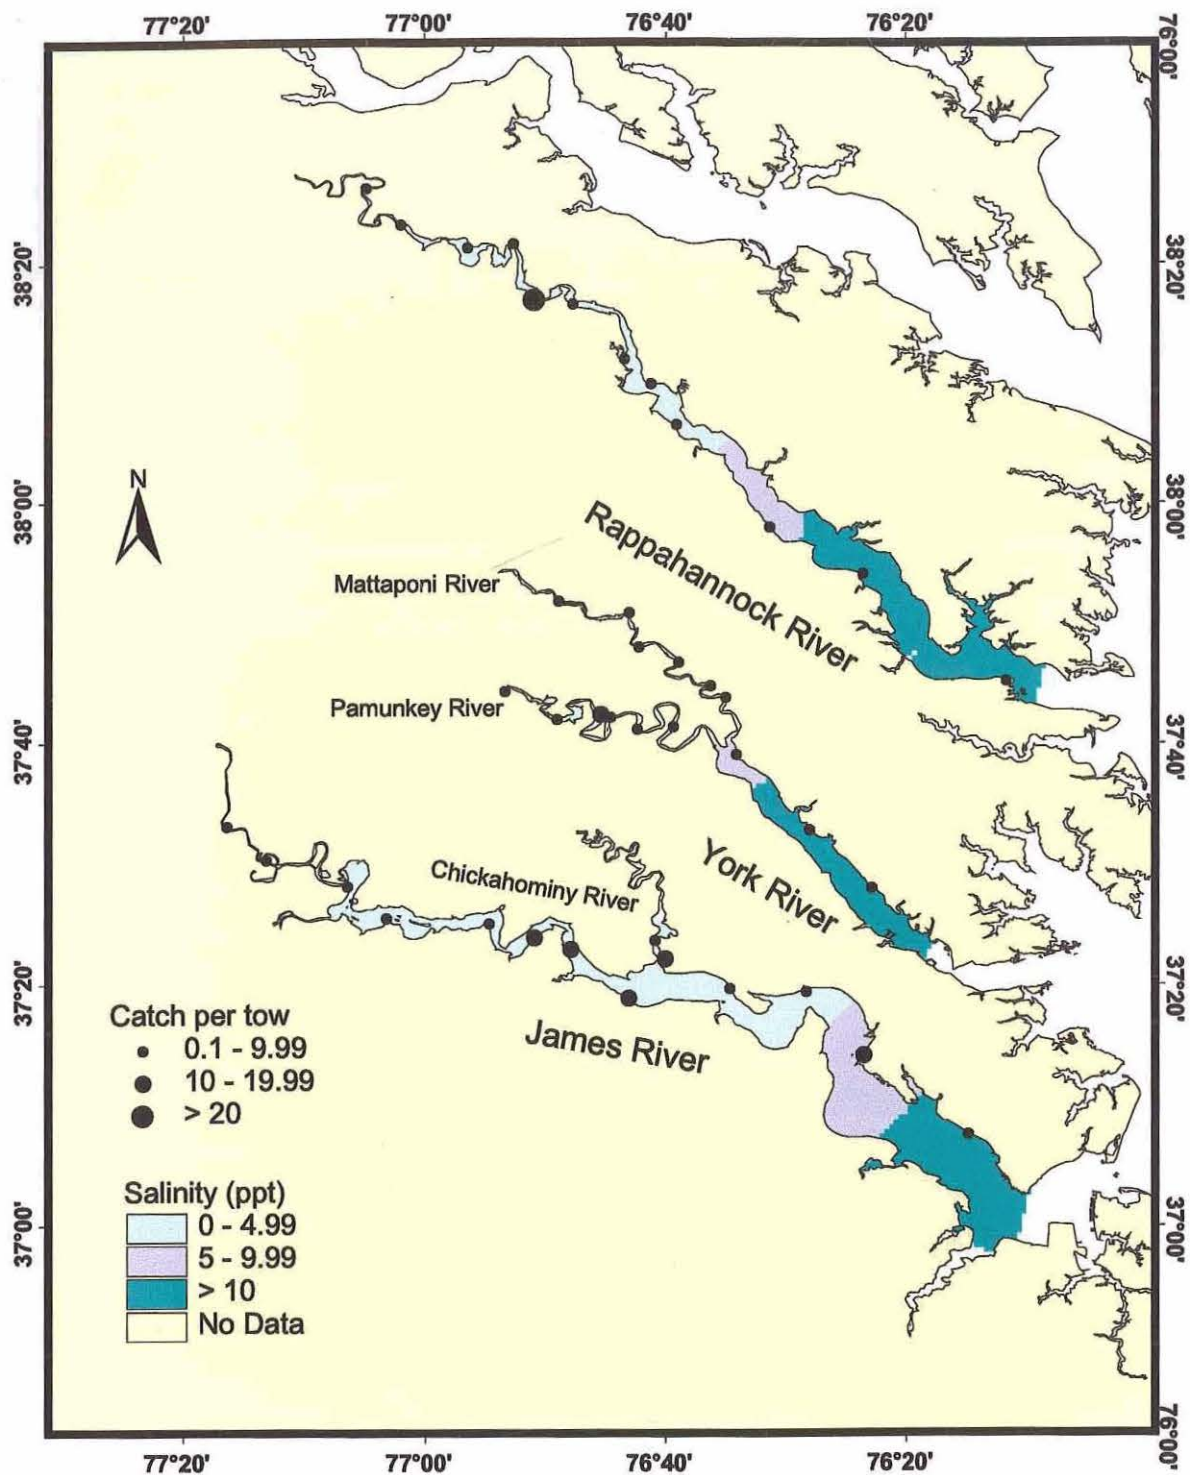 77°20' 77°00' 76°40' 76°20' 76°00'
38°20' 38°20'
N
38°00' 38°00'
Rappahannock River
Mattaponi River
Pamunkey River
37°40' 37°40'
York River
Chickahominy River
37°20' 37°20'
James River
Catch per tow
0.1 - 9.99
10 - 19.99
> 20
Salinity (ppt)
0 - 4.99
5 - 9.99
> 10
No Data
37°00' 37°00'
77°20' 77°00' 76°40' 76°20' 76°00'